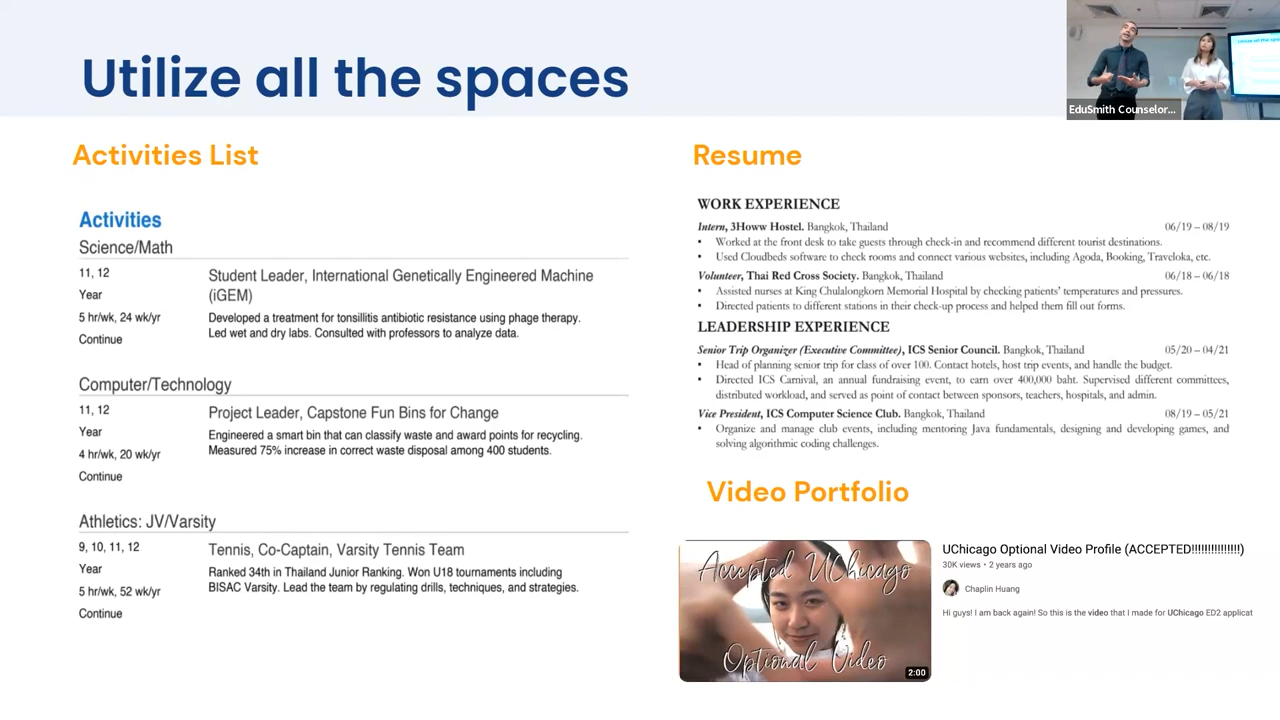 Utilize all the spaces
EduSmith Counselor...
Activities List
Activities
Science/Math
11, 12
Year
5 hr/wk, 24 wk/yr
Continue
Student Leader, International Genetically Engineered Machine
(iGEM)
Developed a treatment for tonsillitis antibiotic resistance using phage therapy.
Led wet and dry labs. Consulted with professors to analyze data.
Computer/Technology
11, 12
Year
4 hr/wk, 20 wk/yr
Continue
Project Leader, Capstone Fun Bins for Change
Engineered a smart bin that can classify waste and award points for recycling.
Measured 75% increase in correct waste disposal among 400 students.
Athletics: JV/Varsity
9, 10, 11, 12
Year
5 hr/wk, 52 wk/yr
Continue
Tennis, Co-Captain, Varsity Tennis Team
Ranked 34th in Thailand Junior Ranking. Won U18 tournaments including
BISAC Varsity. Lead the team by regulating drills, techniques, and strategies.
Resume
WORK EXPERIENCE
Intern, 3Howw Hostel. Bangkok, Thailand 06/19 – 08/19
• Worked at the front desk to take guests through check-in and recommend different tourist destinations.
• Used Cloudbeds software to check rooms and connect various websites, including Agoda, Booking, Traveloka, etc.
Volunteer, Thai Red Cross Society. Bangkok, Thailand 06/18 – 06/18
• Assisted nurses at King Chulalongkorn Memorial Hospital by checking patients’ temperatures and pressures.
• Directed patients to different stations in their check-up process and helped them fill out forms.
LEADERSHIP EXPERIENCE
Senior Trip Organizer (Executive Committee), ICS Senior Council. Bangkok, Thailand 05/20 – 04/21
• Head of planning senior trip for class of over 100. Contact hotels, host trip events, and handle the budget.
• Directed ICS Carnival, an annual fundraising event, to earn over 400,000 baht. Supervised different committees,
distributed workload, and served as point of contact between sponsors, teachers, hospitals, and admin.
Vice President, ICS Computer Science Club. Bangkok, Thailand 08/19 – 05/21
• Organize and manage club events, including mentoring Java fundamentals, designing and developing games, and
solving algorithmic coding challenges.
Video Portfolio
Accepted UChicago
Optional Video
2:00
UChicago Optional Video Profile (ACCEPTED!!!!!!!!!!!!!!!)
30K views • 2 years ago
Chaplin Huang
Hi guys! I am back again! So this is the video that I made for UChicago ED2 applicat